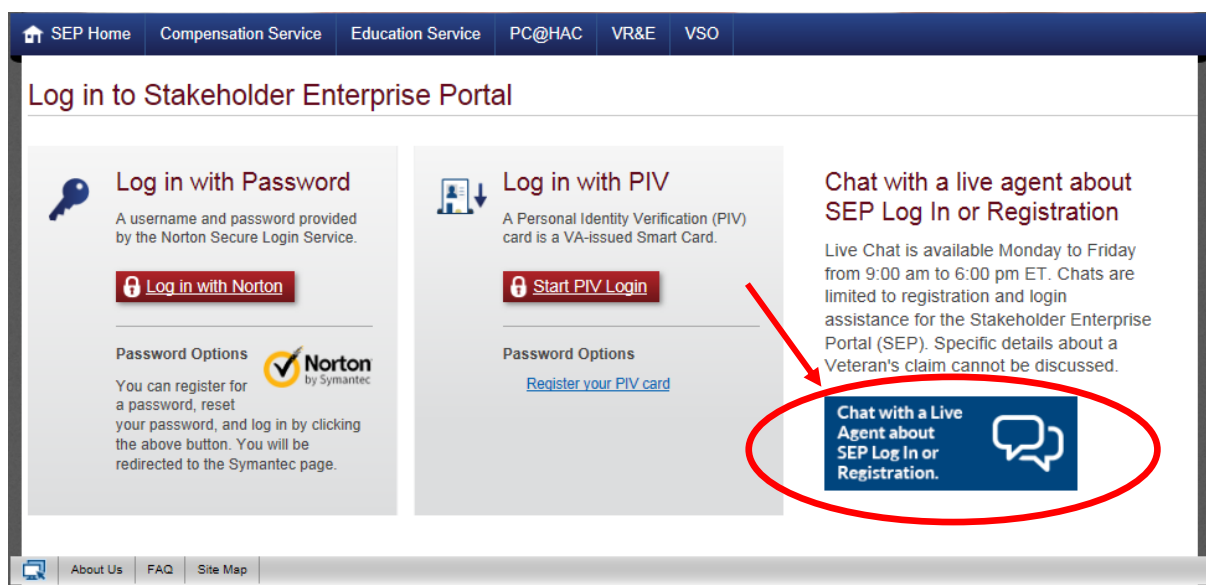 SEP Home Compensation Service Education Service PC@HAC VR&E VSO
Log in to Stakeholder Enterprise Portal
Log in with Password
A username and password provided
by the Norton Secure Login Service.
Log in with Norton
Password Options
You can register for
a password, reset
your password, and log in by clicking
the above button. You will be
redirected to the Symantec page.
Norton
by Symantec
Log in with PIV
A Personal Identity Verification (PIV)
card is a VA-issued Smart Card.
Start PIV Login
Password Options
Register your PIV card
Chat with a live agent about
SEP Log In or Registration
Live Chat is available Monday to Friday
from 9:00 am to 6:00 pm ET. Chats are
limited to registration and login
assistance for the Stakeholder Enterprise
Portal (SEP). Specific details about a
Veteran's claim cannot be discussed.
Chat with a Live
Agent about
SEP Log In or
Registration.
About Us FAQ Site Map